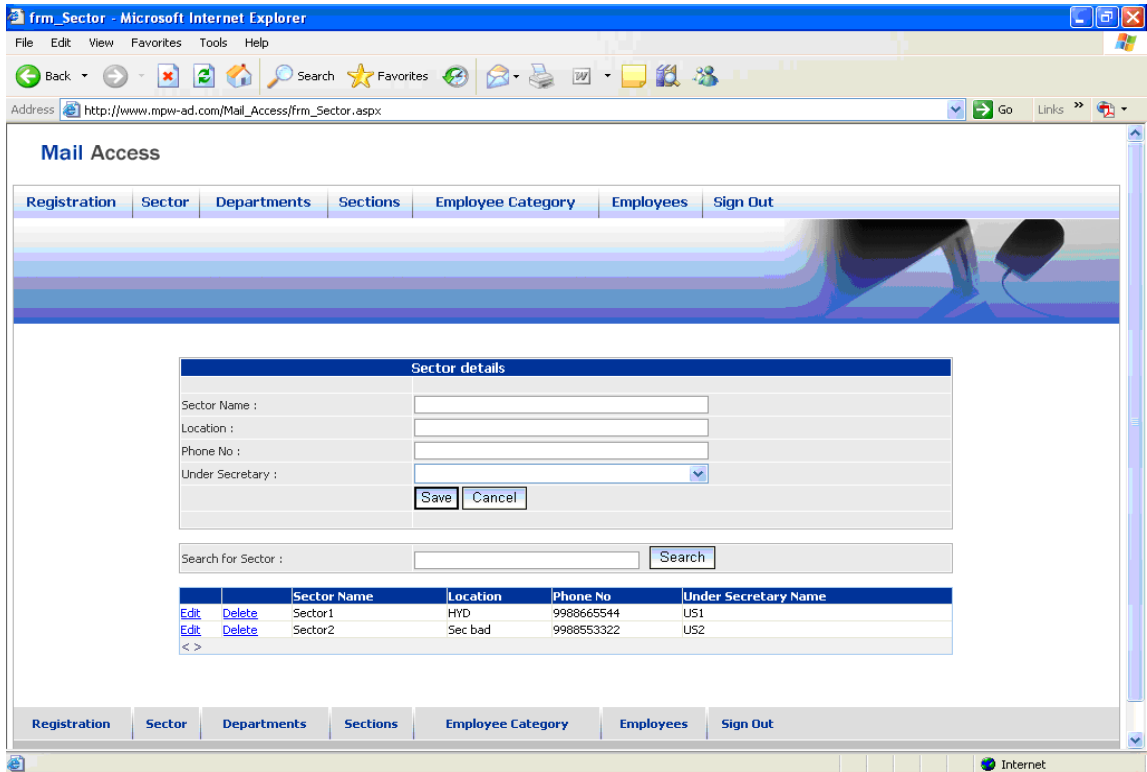 frm_Sector - Microsoft Internet Explorer
File Edit View Favorites Tools Help
Back Search Favorites
Address http://www.mpw-ad.com/Mail_Access/frm_Sector.aspx Go Links »
Mail Access
Registration Sector Departments Sections Employee Category Employees Sign Out
Sector details
Sector Name :
Location :
Phone No :
Under Secretary :
Save Cancel
Search for Sector : Search
Sector Name Location Phone No Under Secretary Name
Edit Delete Sector1 HYD 9988665544 US1
Edit Delete Sector2 Sec bad 9988553322 US2
< >
Registration Sector Departments Sections Employee Category Employees Sign Out
Internet